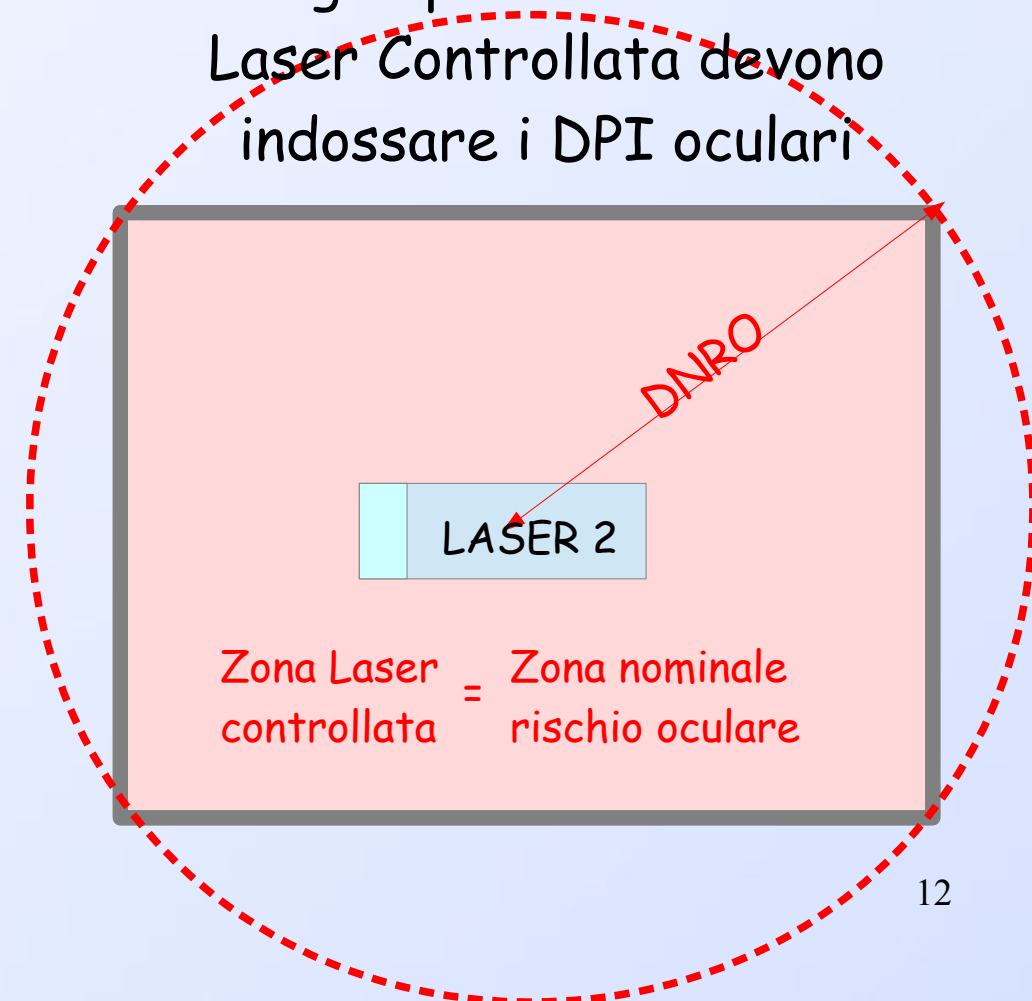 Laser Controllata devono
indossare i DPI oculari
DNRO
LASER 2
Zona Laser = Zona nominale
controllata rischio oculare
12